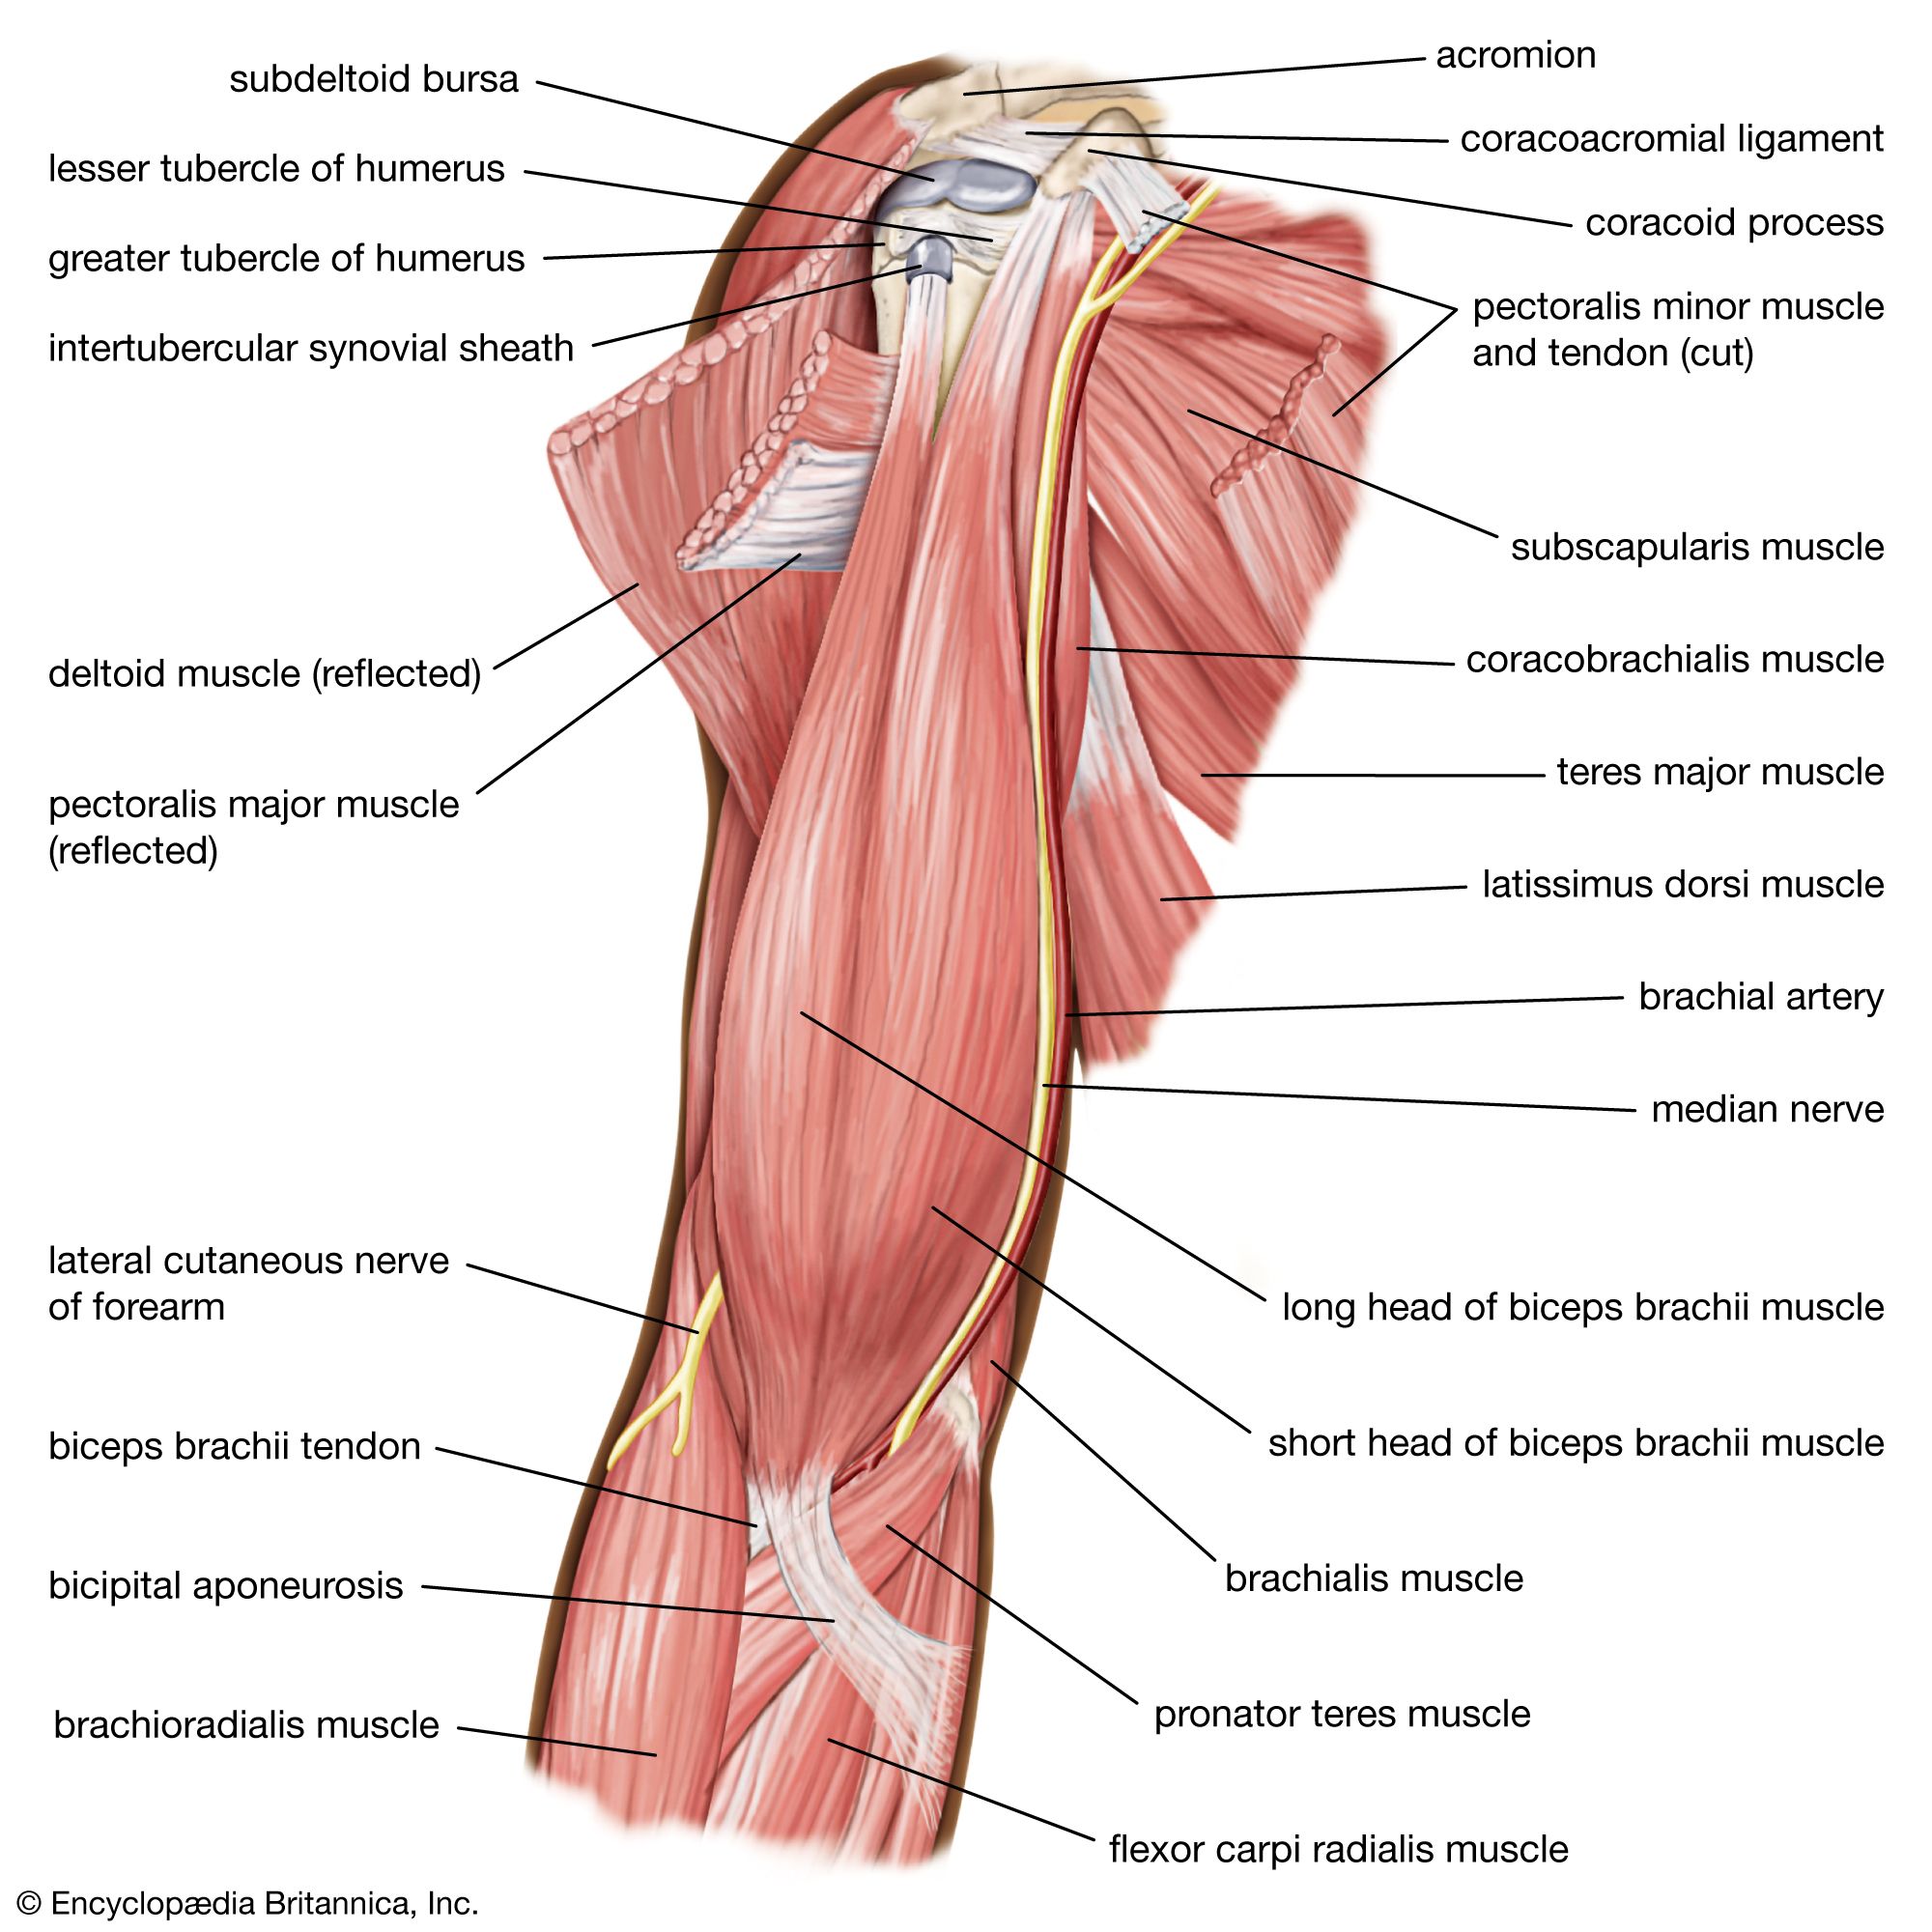 subdeltoid bursa
lesser tubercle of humerus
greater tubercle of humerus
intertubercular synovial sheath
deltoid muscle (reflected)
pectoralis major muscle
(reflected)
lateral cutaneous nerve
of forearm
biceps brachii tendon
bicipital aponeurosis
brachioradialis muscle
acromion
coracoacromial ligament
coracoid process
pectoralis minor muscle
and tendon (cut)
subscapularis muscle
coracobrachialis muscle
teres major muscle
latissimus dorsi muscle
brachial artery
median nerve
long head of biceps brachii muscle
short head of biceps brachii muscle
brachialis muscle
pronator teres muscle
flexor carpi radialis muscle
© Encyclopædia Britannica, Inc.